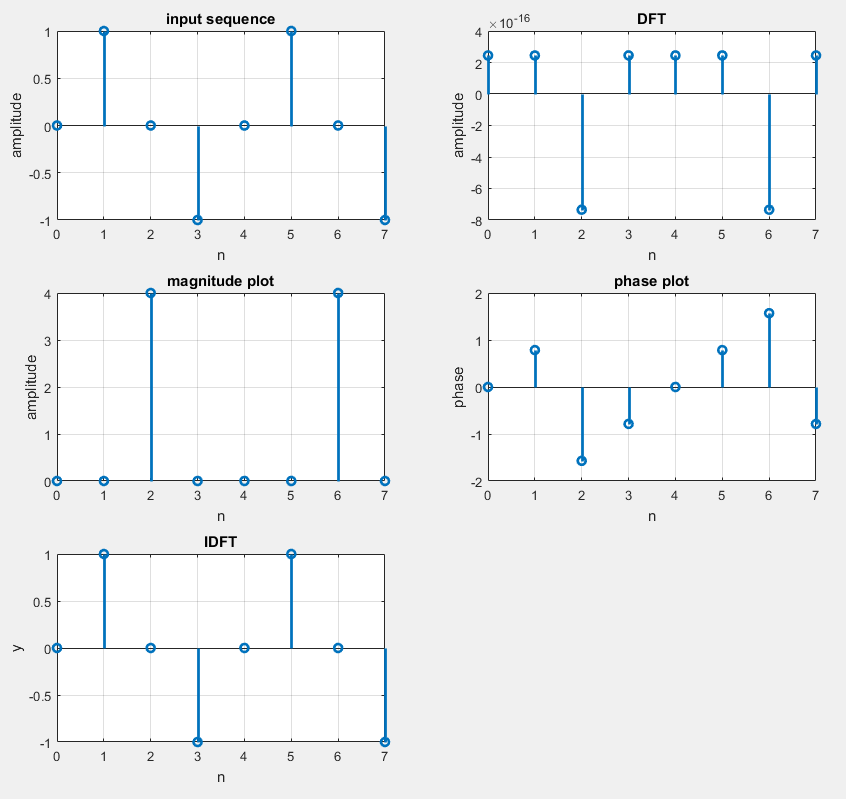 input sequence
amplitude
1
0.5
0
-0.5
-1
0 1 2 3 4 5 6 7
n
DFT
×10⁻¹⁶
amplitude
4
2
0
-2
-4
-6
-8
0 1 2 3 4 5 6 7
n
magnitude plot
amplitude
4
3
2
1
0
0 1 2 3 4 5 6 7
n
phase plot
phase
2
1
0
-1
-2
0 1 2 3 4 5 6 7
n
IDFT
y
1
0.5
0
-0.5
-1
0 1 2 3 4 5 6 7
n